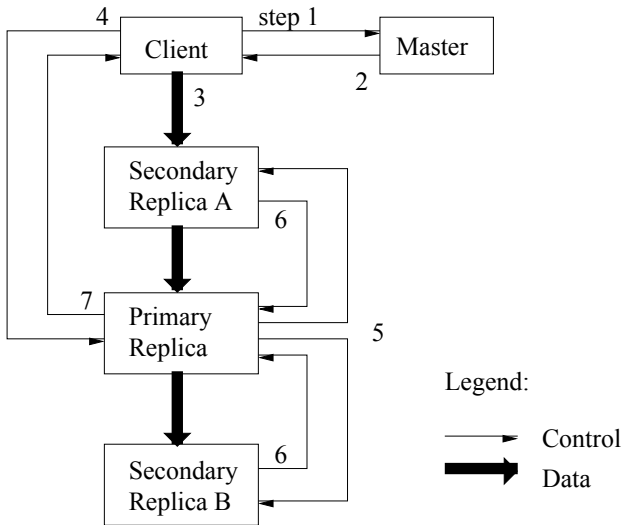 4
step 1
Client
Master
2
3
Secondary
Replica A
6
7
Primary
Replica
5
Legend:
Control
6
Data
Secondary
Replica B